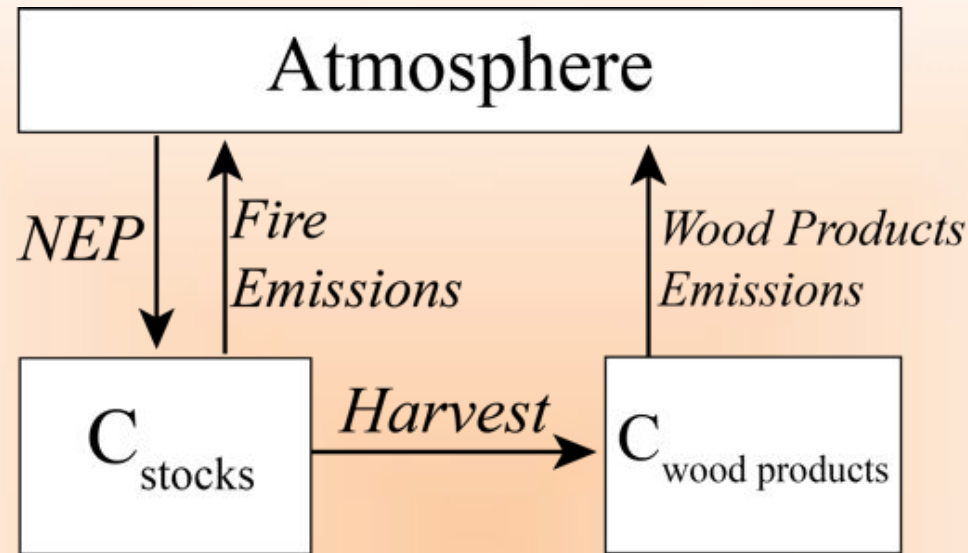 Atmosphere
NEP
Fire
Emissions
Wood Products
Emissions
C stocks
Harvest
C wood products